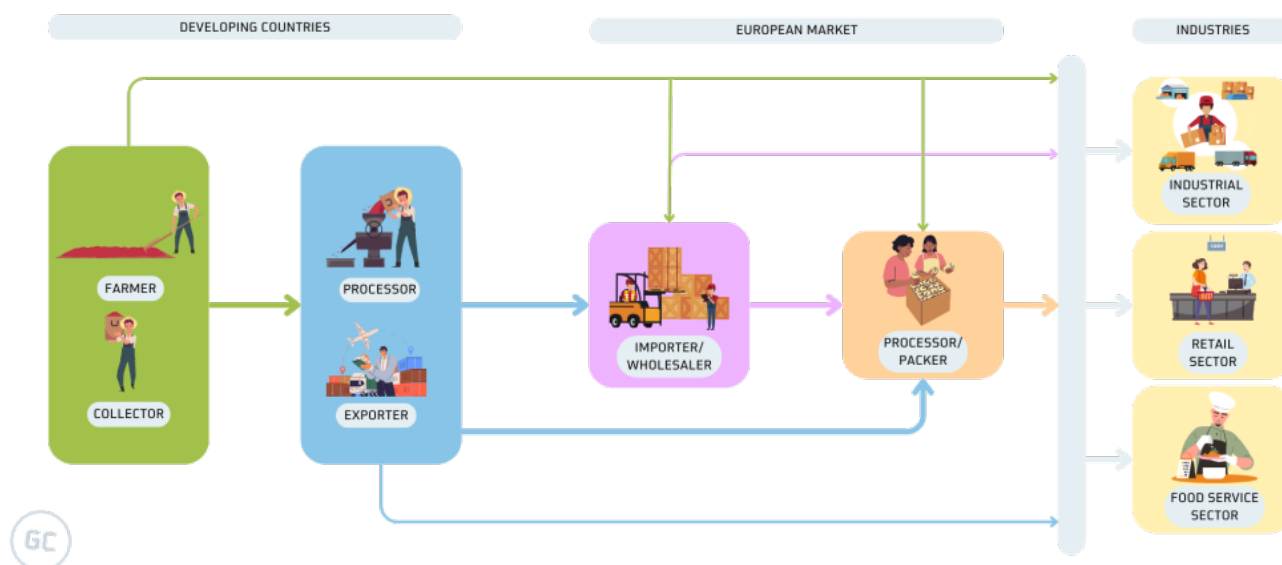 DEVELOPING COUNTRIES
EUROPEAN MARKET
INDUSTRIES
FARMER
COLLECTOR
PROCESSOR
EXPORTER
IMPORTER/
WHOLESALER
PROCESSOR/
PACKER
INDUSTRIAL
SECTOR
RETAIL
SECTOR
FOOD SERVICE
SECTOR
GC